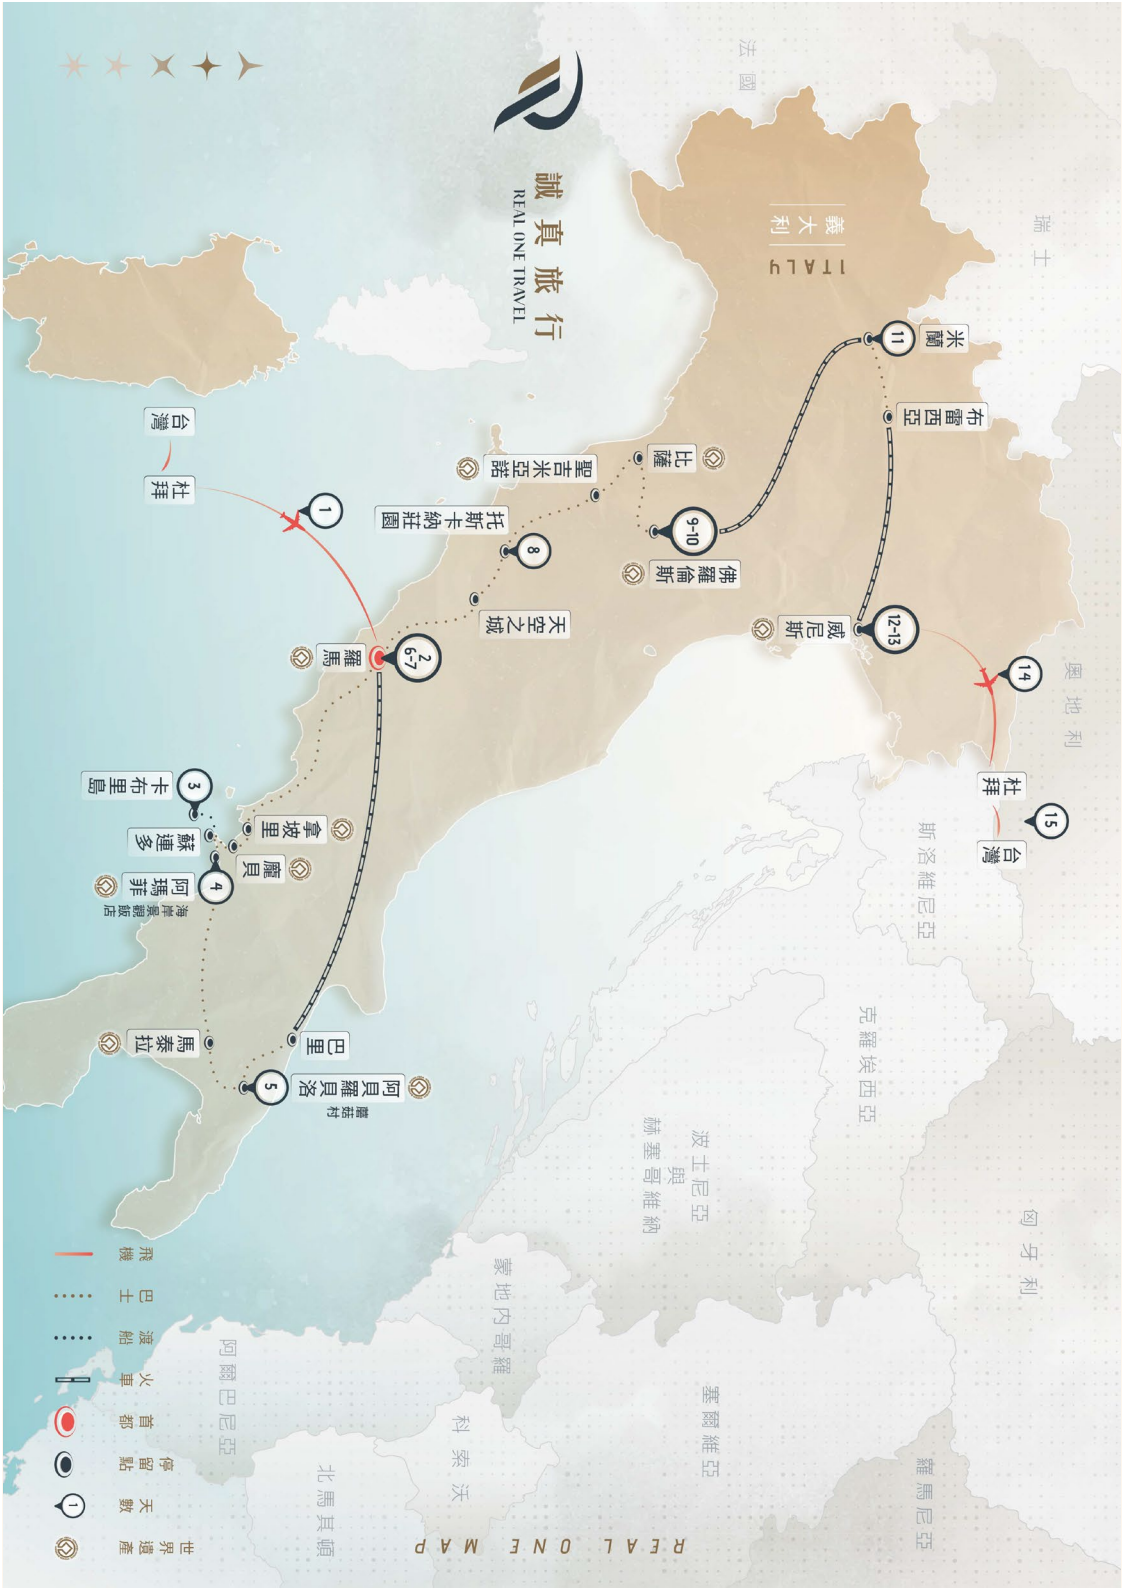 誠真旅行
REAL ONE TRAVEL
義大利
ITALY
法國
瑞士
奧地利
斯洛維尼亞
克羅埃西亞
匈牙利
波士尼亞
與
赫塞哥維納
蒙地內哥羅
塞爾維亞
羅馬尼亞
科索沃
阿爾巴尼亞
北馬其頓
米蘭
11
布雷西亞
比薩
聖吉米亞諾
9-10
佛羅倫斯
托斯卡納莊園
8
天空之城
威尼斯
12-13
14
杜拜
15
台灣
台灣
杜拜
1
羅馬
2
6-7
卡布里島
3
蘇連多
拿坡里
龐貝
阿瑪菲
海岸景觀飯店
4
馬泰拉
巴里
阿貝羅貝洛
蘑菇村
5
飛機
巴士
渡船
火車
首都
停留點
1
天數
世界遺產
REAL ONE MAP